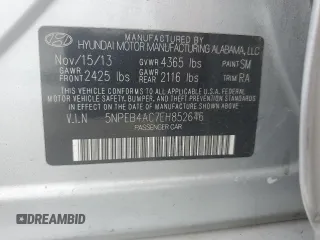 MANUFACTURED BY
HYUNDAI MOTOR MANUFACTURING ALABAMA, LLC
Nov/15/13 GVWR 4365 lbs PAINT SM
GAWR FRONT 2425 lbs GAWR REAR 2116 lbs TRIM RA
THIS VEHICLE CONFORMS TO ALL APPLICABLE U.S.A. FEDERAL
MOTOR VEHICLE SAFETY, BUMPER, AND THEFT PREVENTION STANDARDS
IN EFFECT ON THE DATE OF MANUFACTURE SHOWN ABOVE.
V.I.N 5NPEB4AC7EH852646
PASSENGER CAR
DREAMBID
DREAMBID.COM